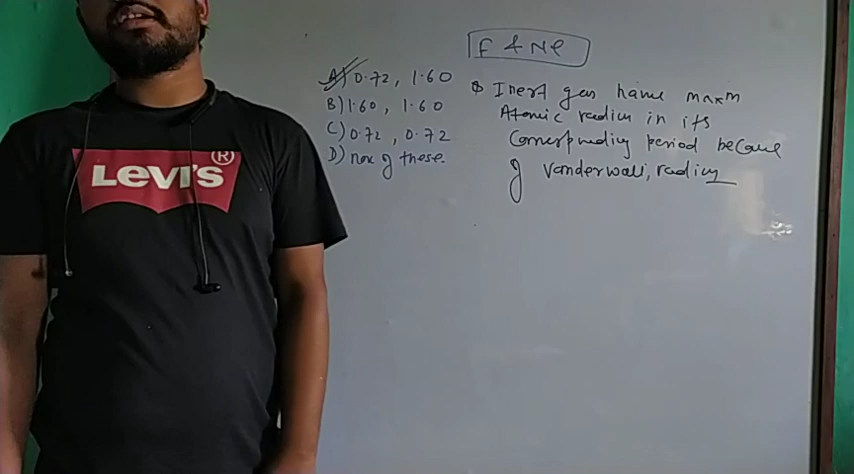 F & Ne
A) 0.72, 1.60
B) 1.60, 1.60
C) 0.72, 0.72
D) non of these.
Inert gas have maxm
Atomic radius in its
Corresponding period because
of Vanderwall, radius
LEVI'S®